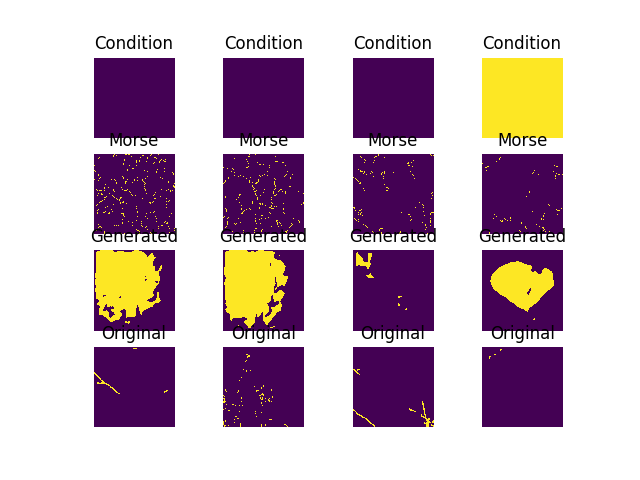 Condition Condition Condition Condition
Morse Morse Morse Morse
Generated Generated Generated Generated
Original Original Original Original